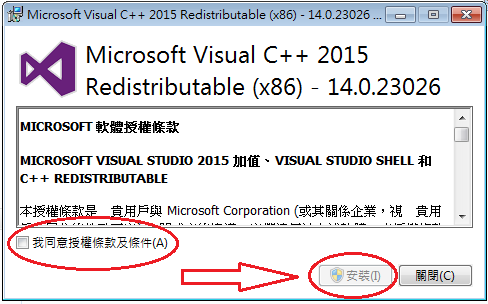 Microsoft Visual C++ 2015 Redistributable (x86) - 14.0.23026 ...
Microsoft Visual C++ 2015
Redistributable (x86) - 14.0.23026
MICROSOFT 軟體授權條款
MICROSOFT VISUAL STUDIO 2015 加值、VISUAL STUDIO SHELL 和
C++ REDISTRIBUTABLE
本授權條款是 貴用戶與 Microsoft Corporation (或其關係企業，視 貴用
我同意授權條款及條件(A)
安裝(I)
關閉(C)